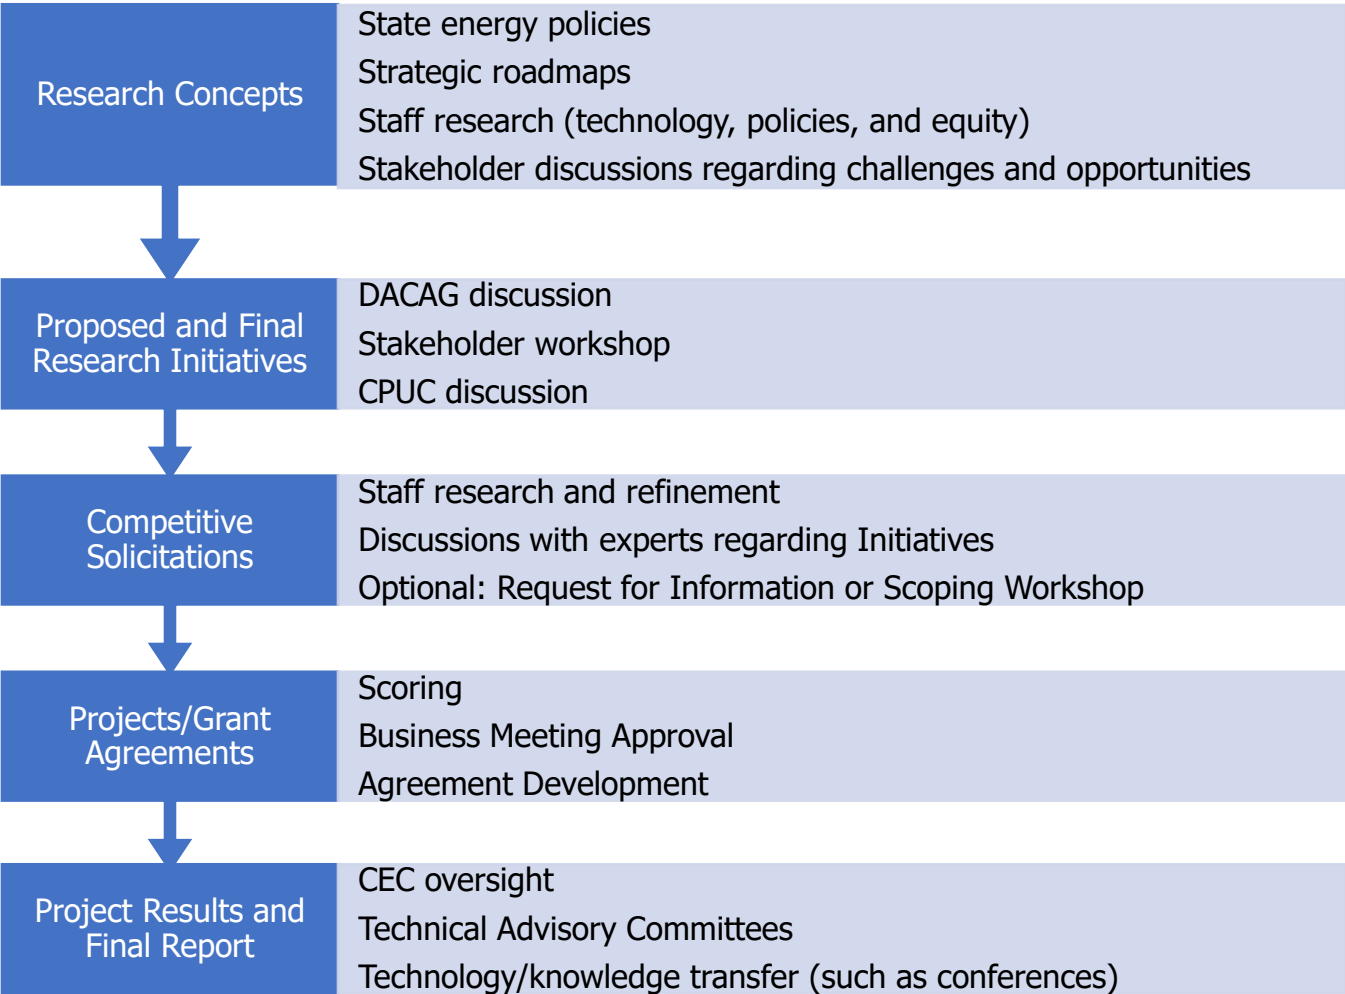 Research Concepts
State energy policies
Strategic roadmaps
Staff research (technology, policies, and equity)
Stakeholder discussions regarding challenges and opportunities
Proposed and Final
Research Initiatives
DACAG discussion
Stakeholder workshop
CPUC discussion
Competitive
Solicitations
Staff research and refinement
Discussions with experts regarding Initiatives
Optional: Request for Information or Scoping Workshop
Projects/Grant
Agreements
Scoring
Business Meeting Approval
Agreement Development
Project Results and
Final Report
CEC oversight
Technical Advisory Committees
Technology/knowledge transfer (such as conferences)